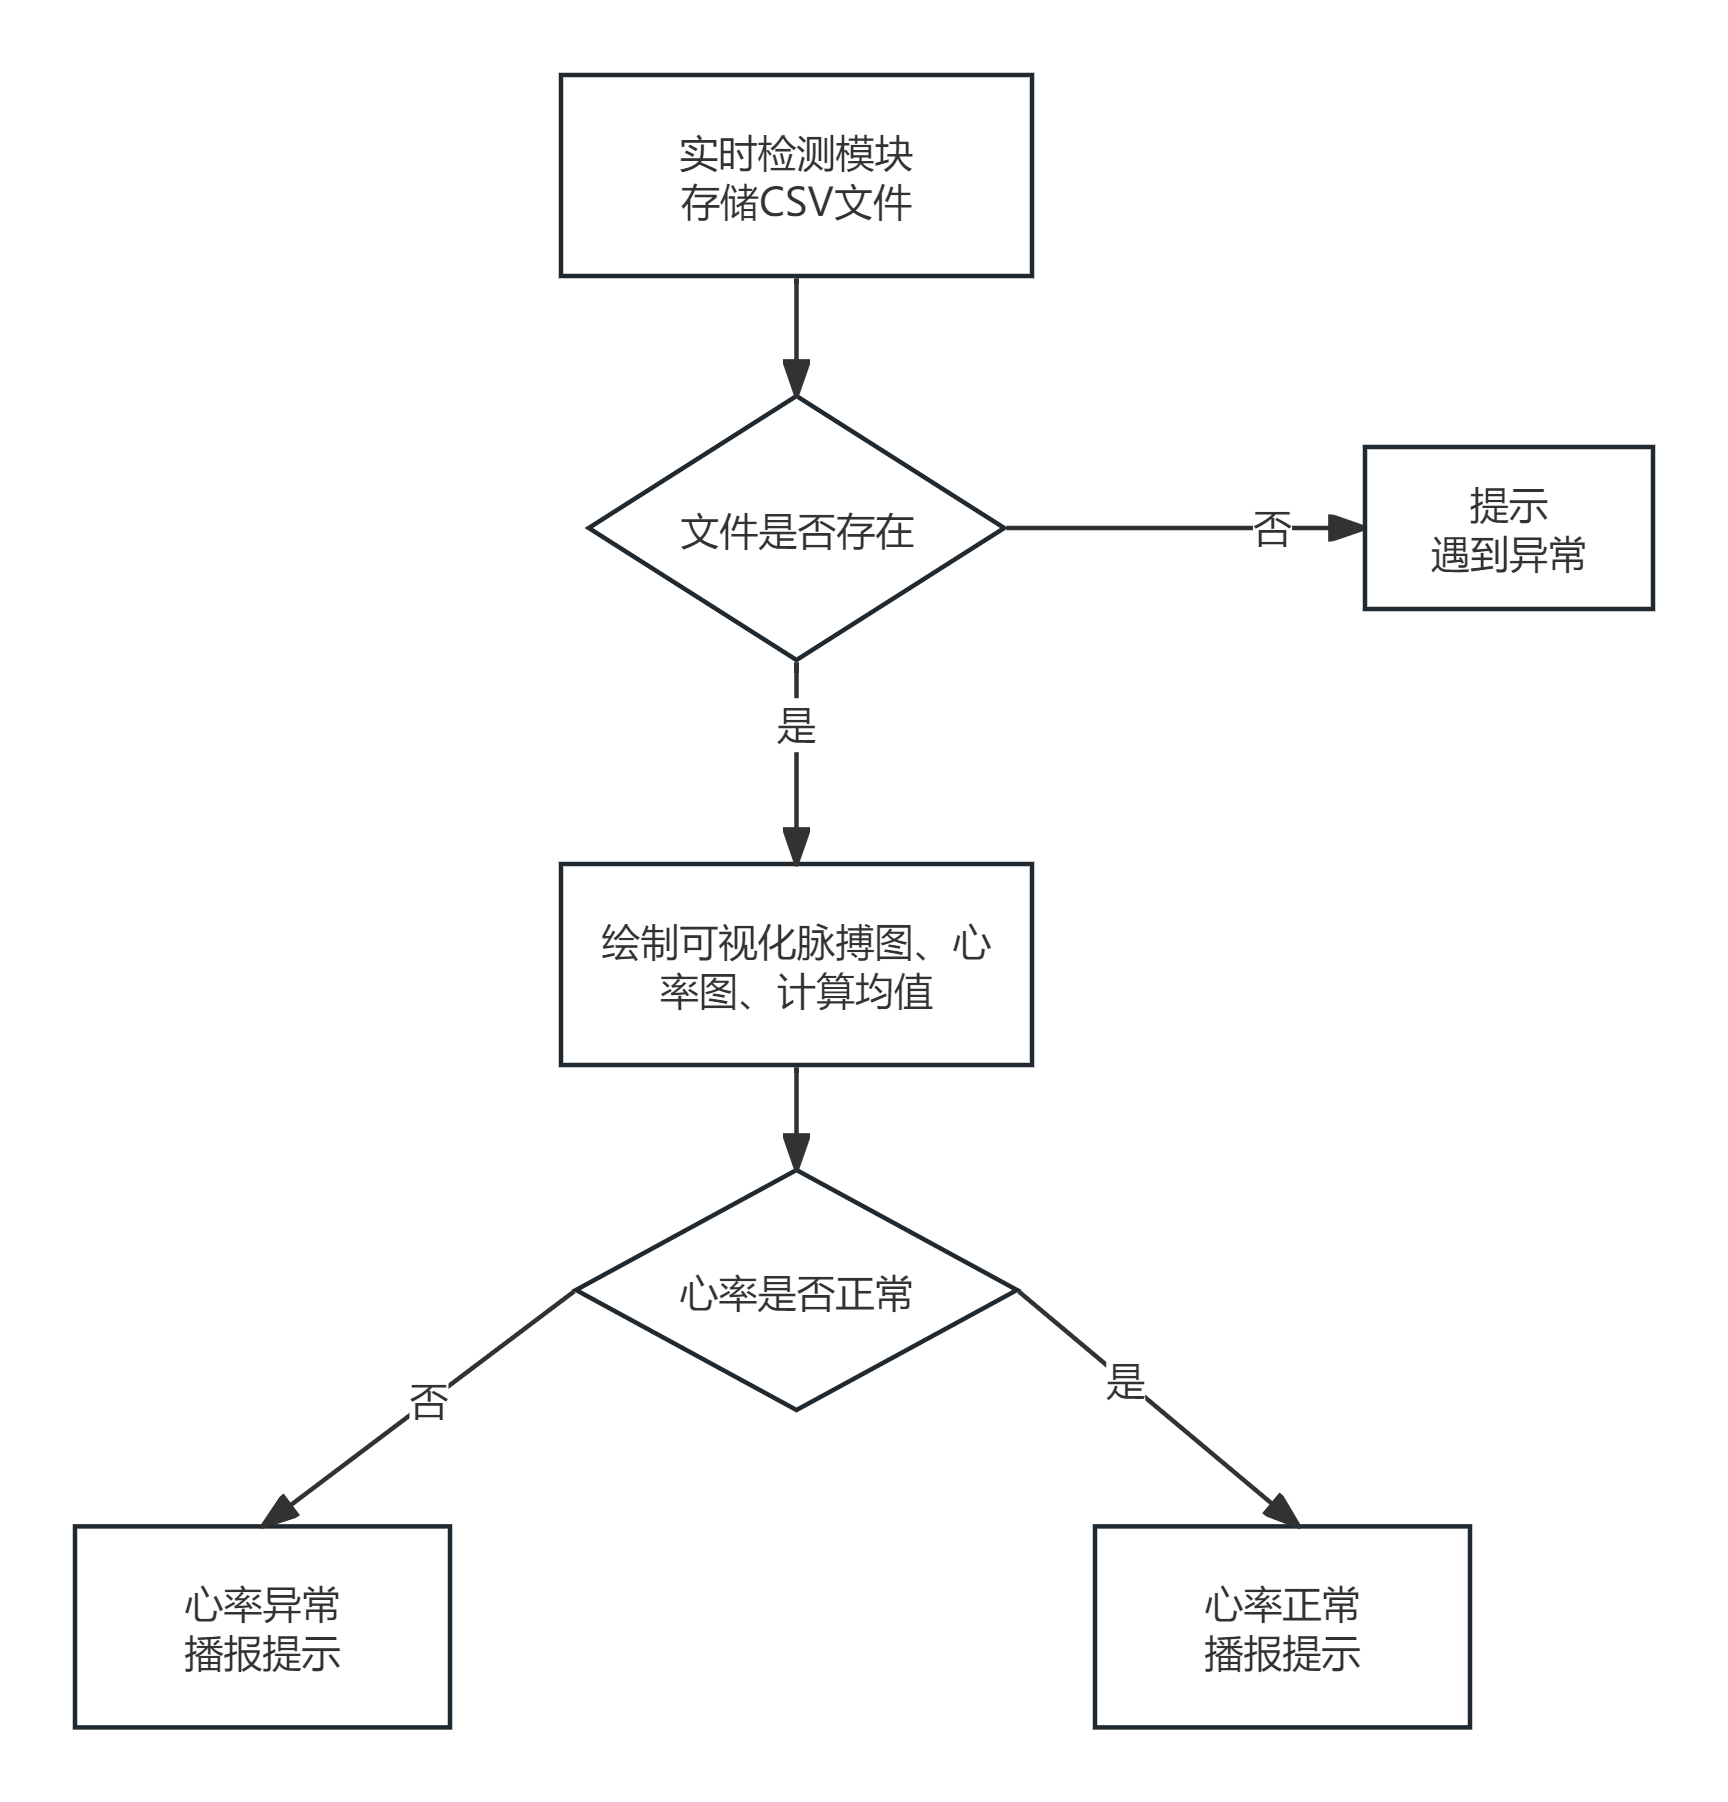 实时检测模块
存储CSV文件
文件是否存在
否
提示
遇到异常
是
绘制可视化脉搏图、心
率图、计算均值
心率是否正常
否
是
心率异常
播报提示
心率正常
播报提示